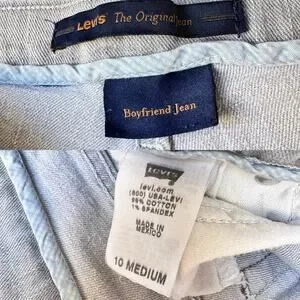 Levi's The Original Jean
Boyfriend Jean
Levi's
levi.com
(800) USA-LEVI
99% COTTON
1% SPANDEX
MADE IN
MEXICO
10 MEDIUM